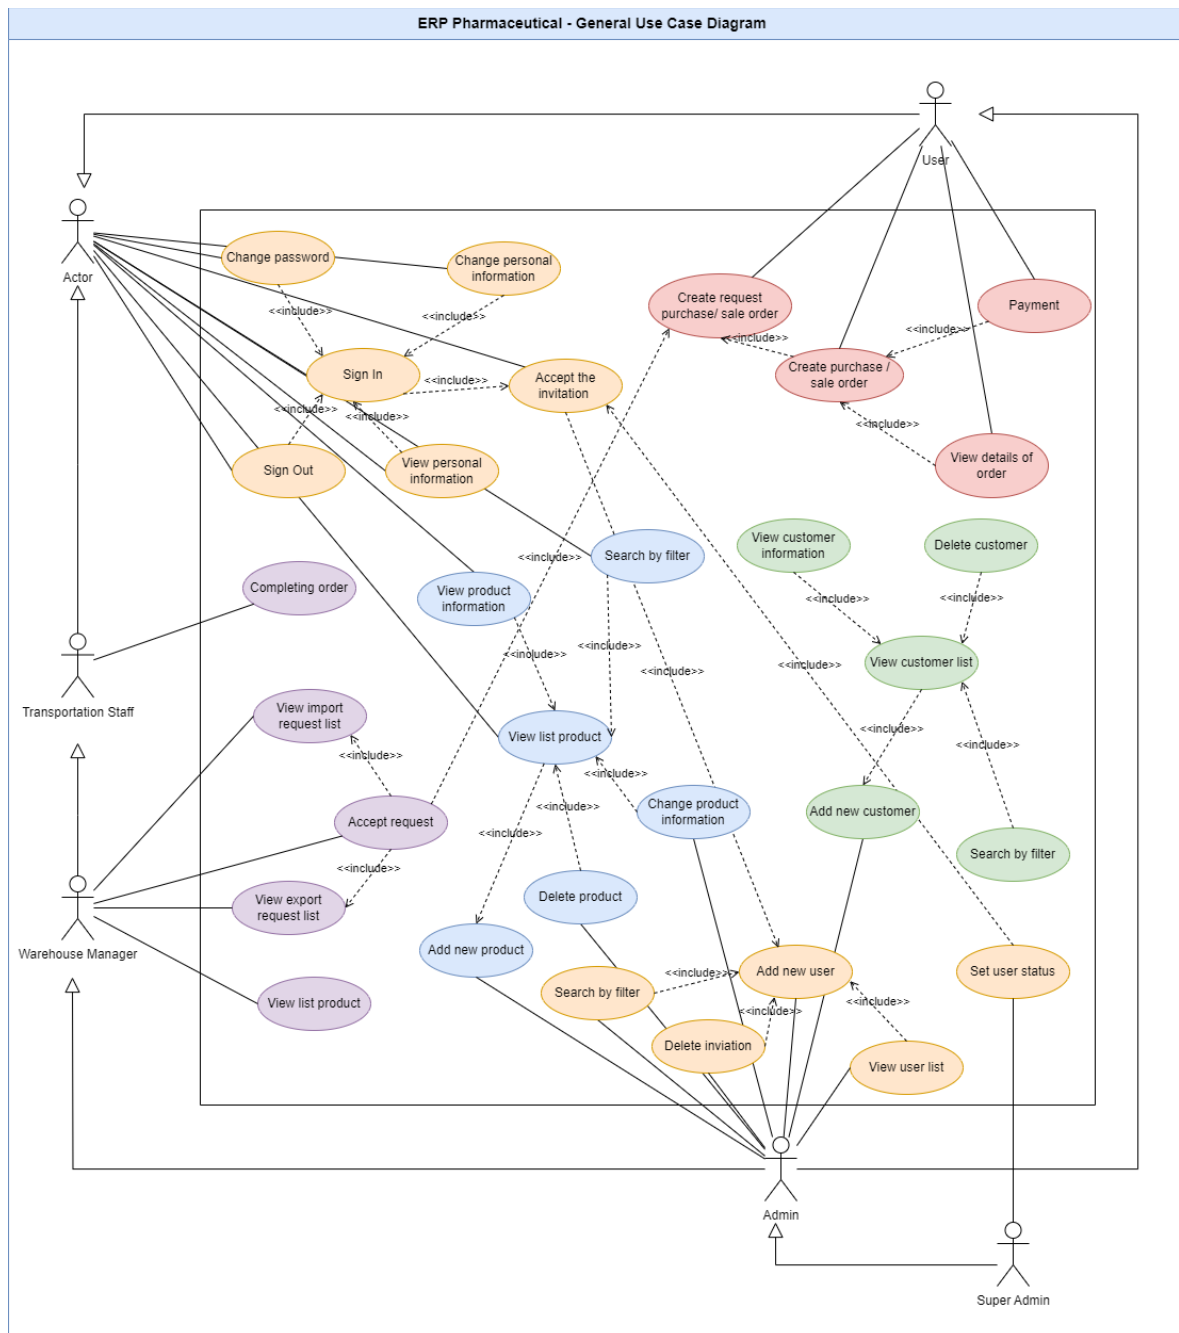 ERP Pharmaceutical - General Use Case Diagram
User
Actor
Change password
Change personal
information
<<include>>
<<include>>
Create request
purchase/ sale order
Payment
<<include>>
<<include>>
Sign In
<<include>>
Accept the
invitation
Create purchase /
sale order
<<include>>
<<include>>
<<include>>
Sign Out
View personal
information
View details of
order
View customer
information
Delete customer
<<include>>
Search by filter
Completing order
View product
information
<<include>>
<<include>>
<<include>>
<<include>>
<<include>>
<<include>>
View customer list
Transportation Staff
View import
request list
View list product
<<include>>
<<include>>
<<include>>
<<include>>
Change product
information
Add new customer
Accept request
<<include>>
<<include>>
<<include>>
Search by filter
<<include>>
View export
request list
Delete product
Warehouse Manager
Add new product
<<include>>
Add new user
Set user status
Search by filter
View list product
<<include>>
<<include>>
Delete inviation
View user list
Admin
Super Admin